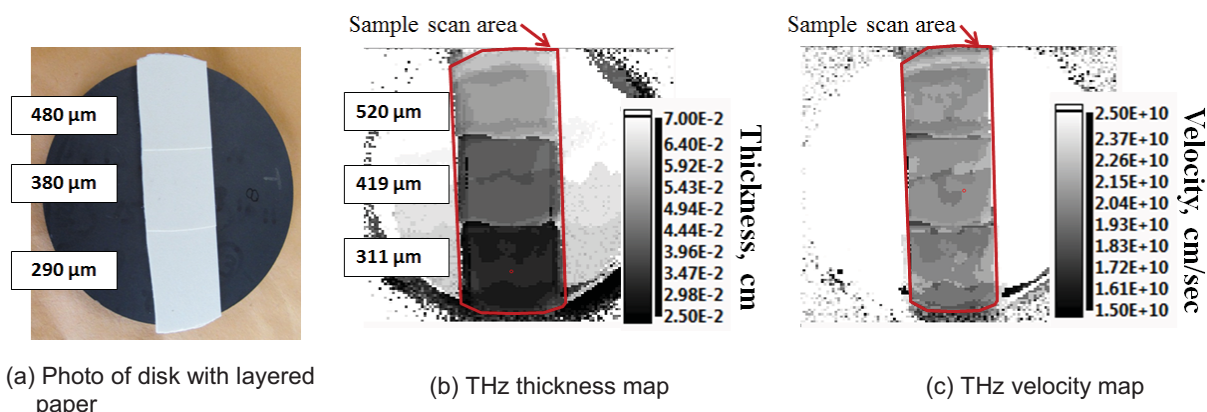 Sample scan area
480 µm
380 µm
290 µm
8
T
520 µm
419 µm
311 µm
7.00E-2
6.40E-2
5.92E-2
5.43E-2
4.94E-2
4.44E-2
3.96E-2
3.47E-2
2.98E-2
2.50E-2
Thickness, cm
Sample scan area
2.50E+10
2.37E+10
2.26E+10
2.15E+10
2.04E+10
1.93E+10
1.83E+10
1.72E+10
1.61E+10
1.50E+10
Velocity, cm/sec
(a) Photo of disk with layered
paper
(b) THz thickness map
(c) THz velocity map